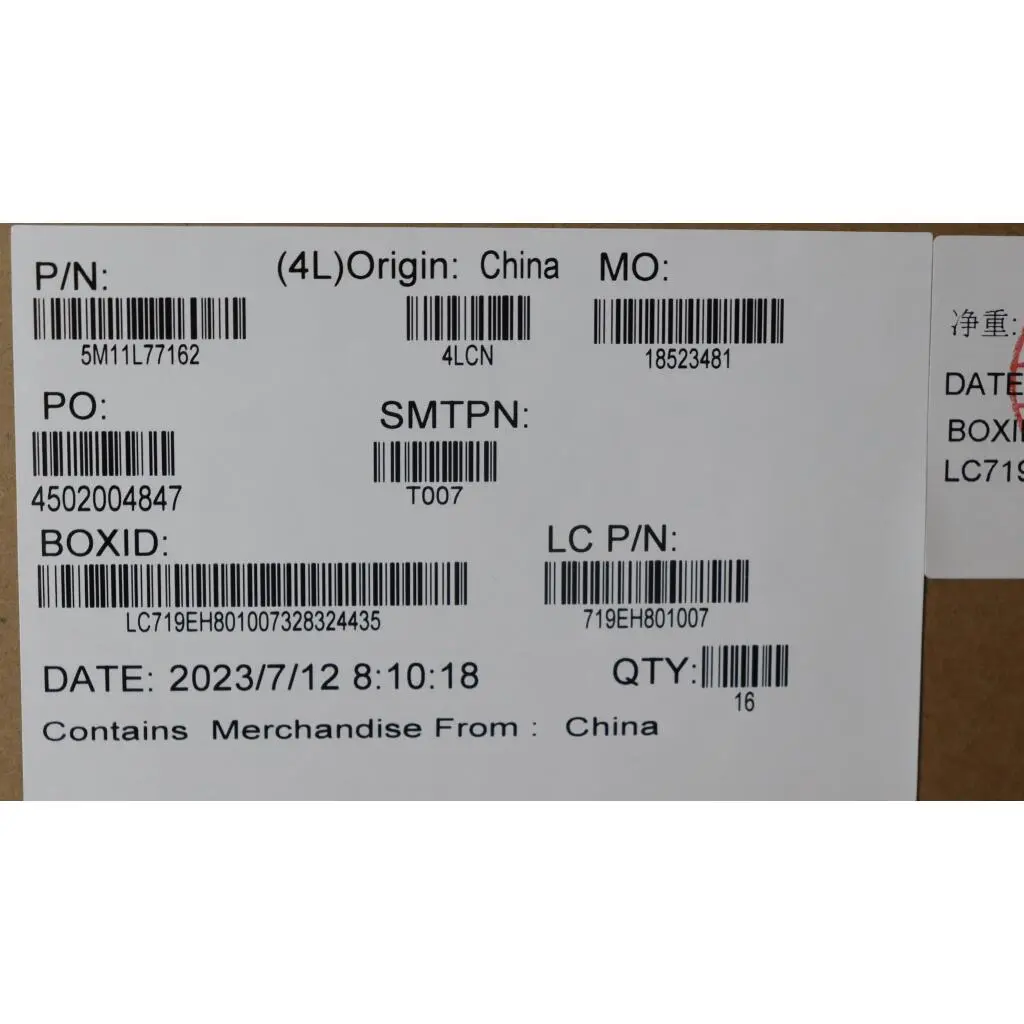 P/N: (4L)Origin: China MO:
5M11L77162 4LCN 18523481
PO: SMTPN:
4502004847 T007
BOXID: LC P/N:
LC719EH801007328324435 719EH801007
DATE: 2023/7/12 8:10:18 QTY:
16
Contains Merchandise From : China
净重:
DATE
BOXI
LC719